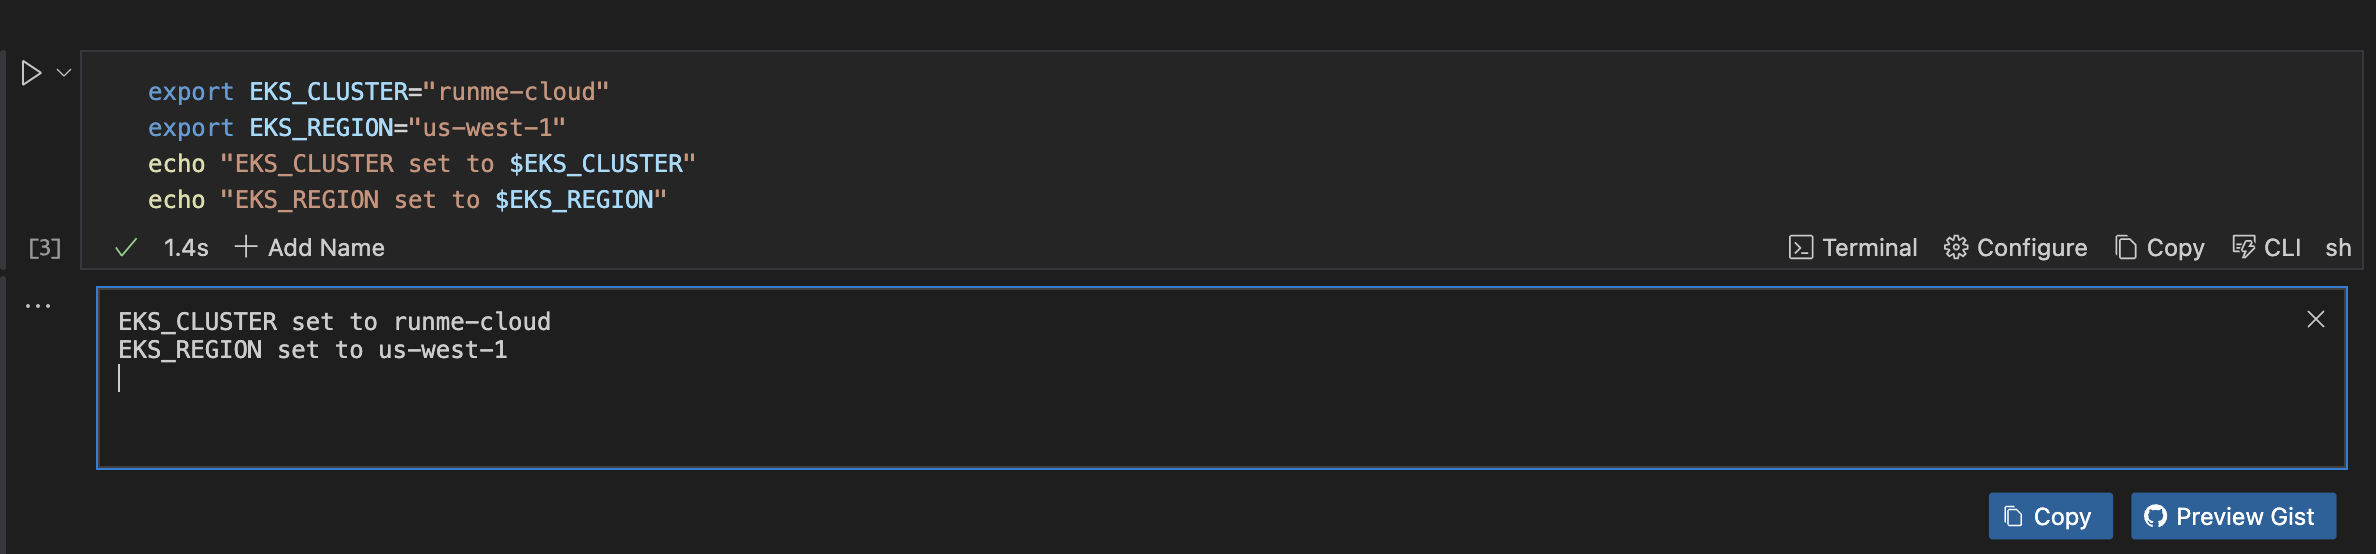 export EKS_CLUSTER="runme-cloud"
export EKS_REGION="us-west-1"
echo "EKS_CLUSTER set to $EKS_CLUSTER"
echo "EKS_REGION set to $EKS_REGION"
[3] 1.4s Add Name Terminal Configure Copy CLI sh
EKS_CLUSTER set to runme-cloud
EKS_REGION set to us-west-1
Copy Preview Gist